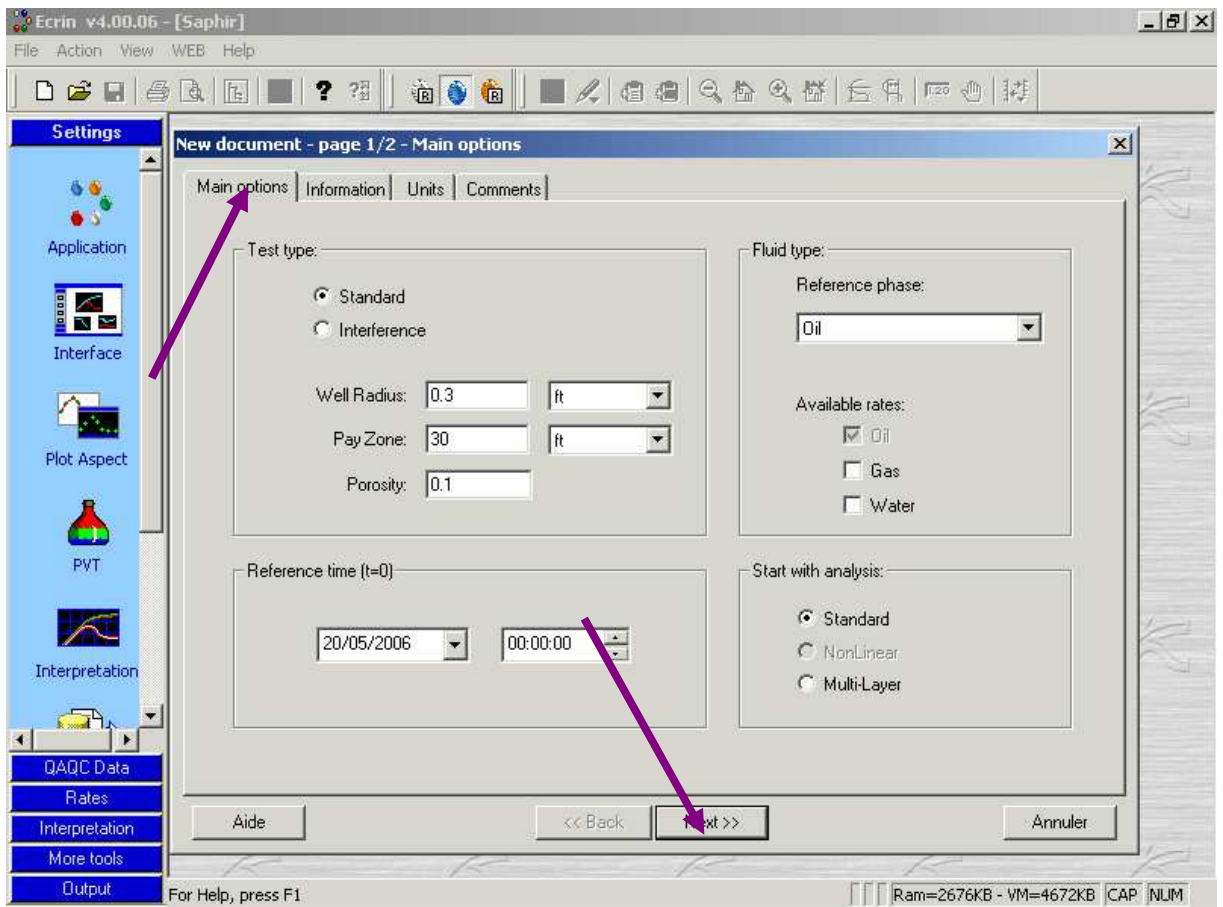 Ecrin v4.00.06 - [Saphir]
File Action View WEB Help
Settings
Application
Interface
Plot Aspect
PVT
Interpretation
QAQC Data
Rates
Interpretation
More tools
Output
New document - page 1/2 - Main options
Main options Information Units Comments
Test type:
Standard
Interference
Well Radius: 0.3 ft
Pay Zone: 30 ft
Porosity: 0.1
Fluid type:
Reference phase:
Oil
Available rates:
Oil
Gas
Water
Reference time (t=0)
20/05/2006 00:00:00
Start with analysis:
Standard
NonLinear
Multi-Layer
Aide << Back Next >> Annuler
For Help, press F1 Ram=2676KB - VM=4672KB CAP NUM